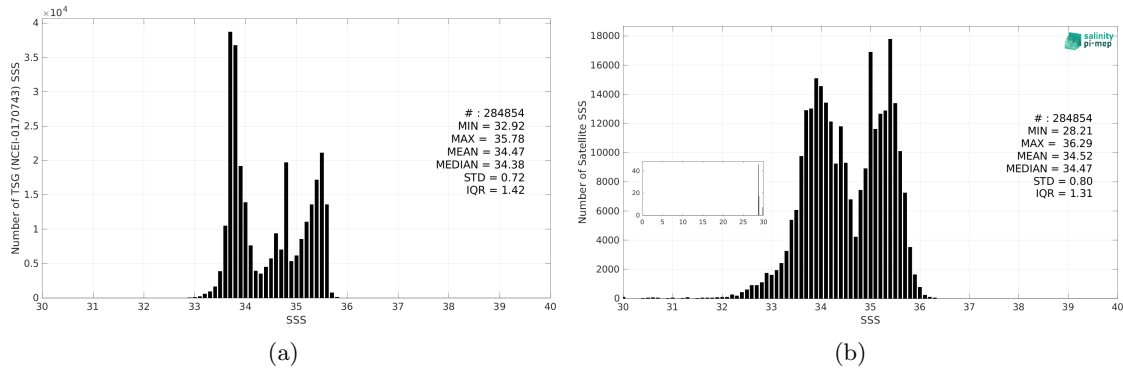 ×10⁴
4
3.5
3
2.5
2
1.5
1
0.5
0
Number of TSG (NCEI-0170743) SSS
# : 284854
MIN = 32.92
MAX = 35.78
MEAN = 34.47
MEDIAN = 34.38
STD = 0.72
IQR = 1.42
30 31 32 33 34 35 36 37 38 39 40
SSS
(a)
salinity
pi-mep
18000
16000
14000
12000
10000
8000
6000
4000
2000
0
Number of Satellite SSS
# : 284854
MIN = 28.21
MAX = 36.29
MEAN = 34.52
MEDIAN = 34.47
STD = 0.80
IQR = 1.31
40
20
0
0 5 10 15 20 25 30
30 31 32 33 34 35 36 37 38 39 40
SSS
(b)